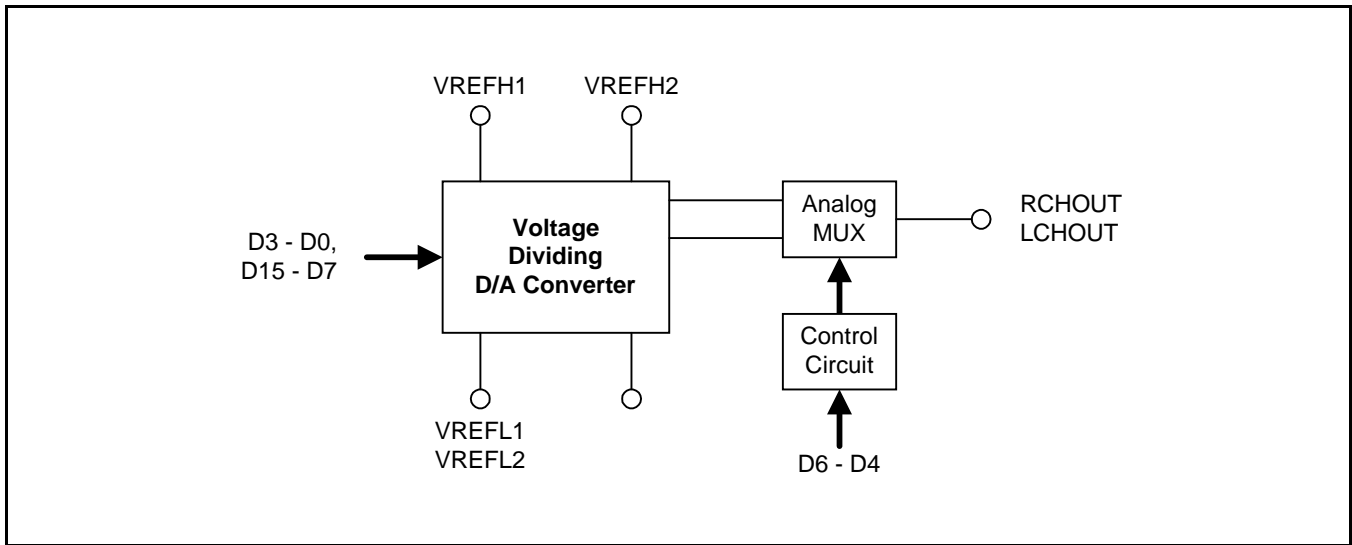 VREFH1
VREFH2
Voltage
Dividing
D/A Converter
D3 - D0,
D15 - D7
Analog
MUX
RCHOUT
LCHOUT
Control
Circuit
VREFL1
VREFL2
D6 - D4